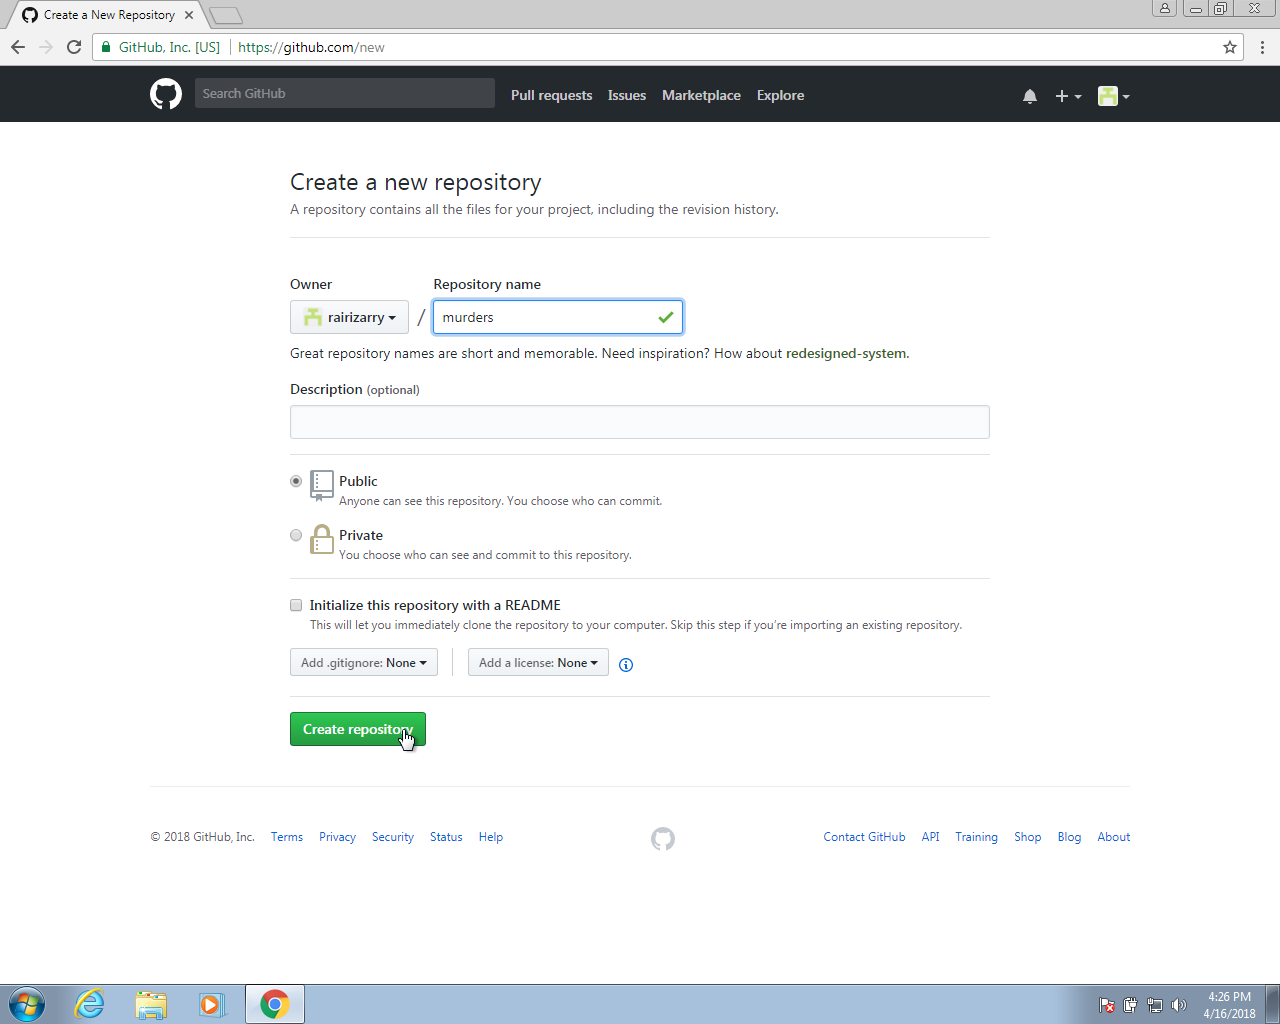 Create a New Repository
GitHub, Inc. [US] https://github.com/new
Search GitHub
Pull requests Issues Marketplace Explore
Create a new repository
A repository contains all the files for your project, including the revision history.
Owner Repository name
rairizarry / murders
Great repository names are short and memorable. Need inspiration? How about redesigned-system.
Description (optional)
Public
Anyone can see this repository. You choose who can commit.
Private
You choose who can see and commit to this repository.
Initialize this repository with a README
This will let you immediately clone the repository to your computer. Skip this step if you're importing an existing repository.
Add .gitignore: None Add a license: None
Create repository
© 2018 GitHub, Inc. Terms Privacy Security Status Help Contact GitHub API Training Shop Blog About
4:26 PM
4/16/2018